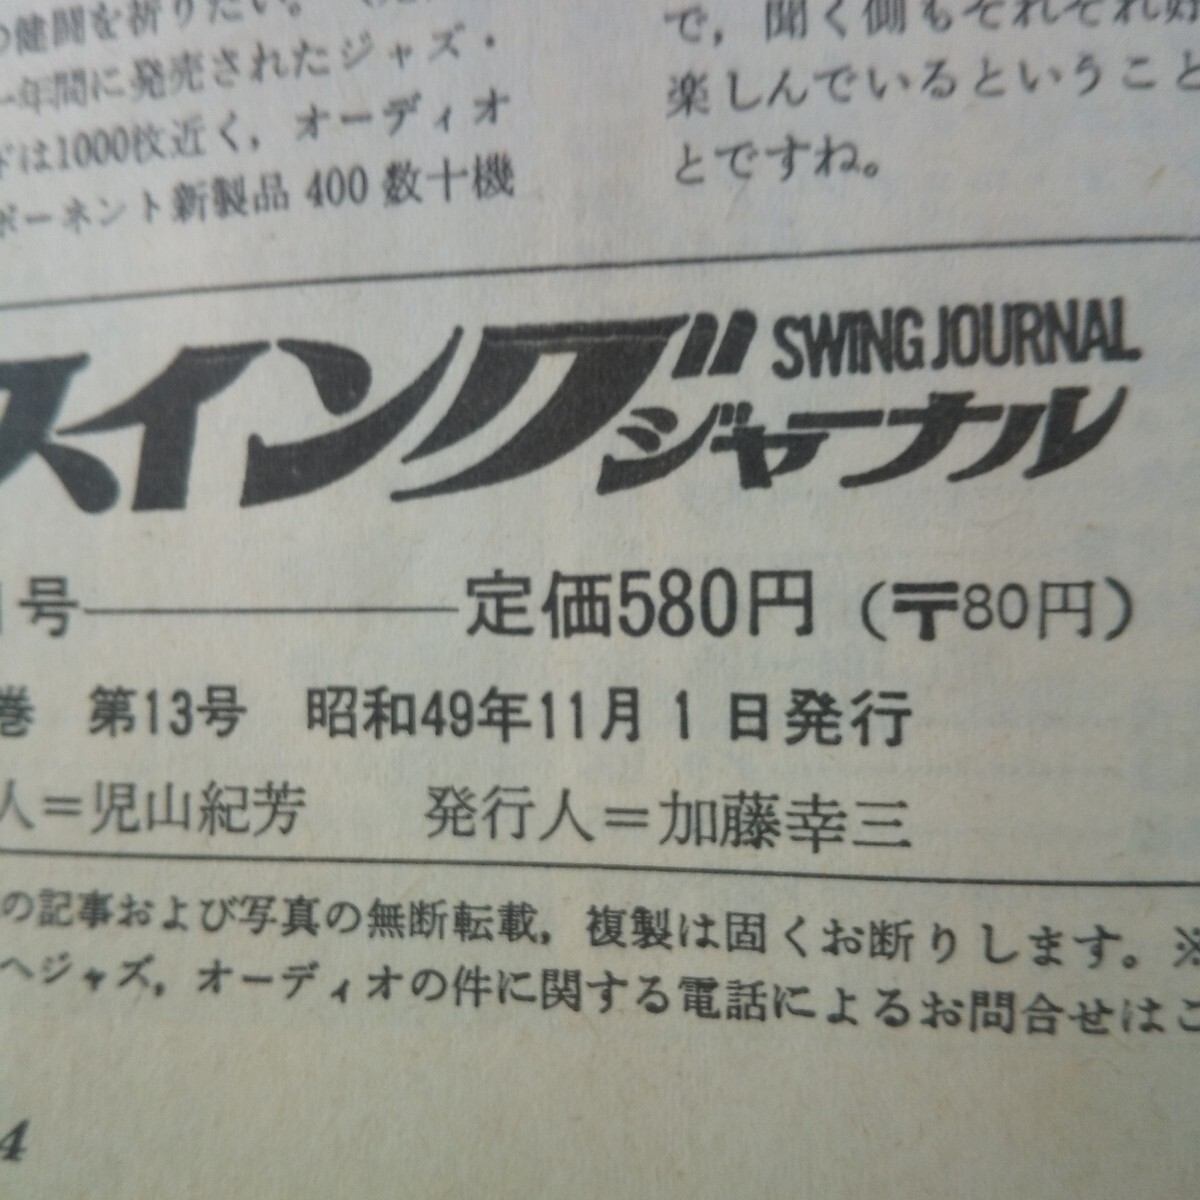 の健闘を祈りたい。
一年間に発売されたジャズ・
ドは1000枚近く，オーディオ
ポーネント新製品400数十機
で，聞く側もそれぞれ
楽しんでいるということ
とですね。
スイングジャーナル
SWING JOURNAL
号――定価580円（〒80円）
巻 第13号 昭和49年11月1日発行
人＝児山紀芳 発行人＝加藤幸三
の記事および写真の無断転載，複製は固くお断りします。※
へジャズ，オーディオの件に関する電話によるお問合せはご
4